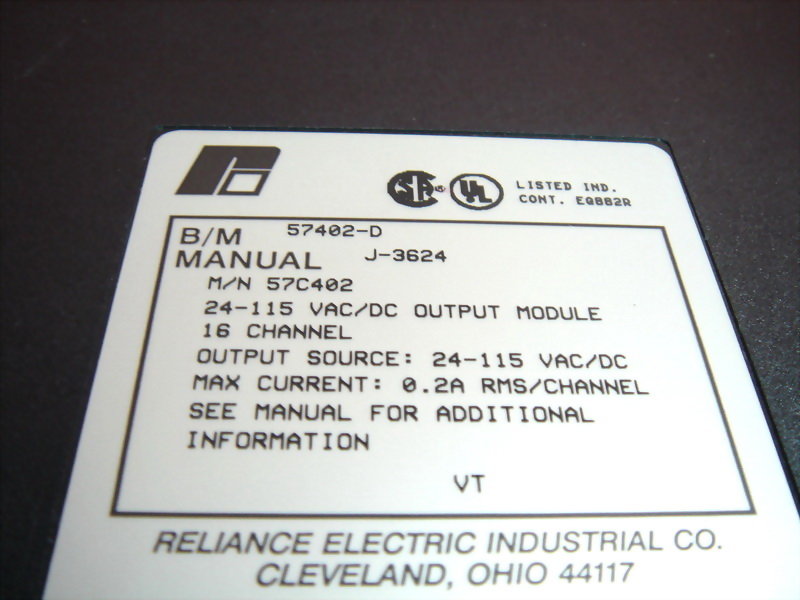 LISTED IND.
CONT. EQ882R
B/M 57402-D
MANUAL J-3624
M/N 57C402
24-115 VAC/DC OUTPUT MODULE
16 CHANNEL
OUTPUT SOURCE: 24-115 VAC/DC
MAX CURRENT: 0.2A RMS/CHANNEL
SEE MANUAL FOR ADDITIONAL
INFORMATION
VT
RELIANCE ELECTRIC INDUSTRIAL CO.
CLEVELAND, OHIO 44117